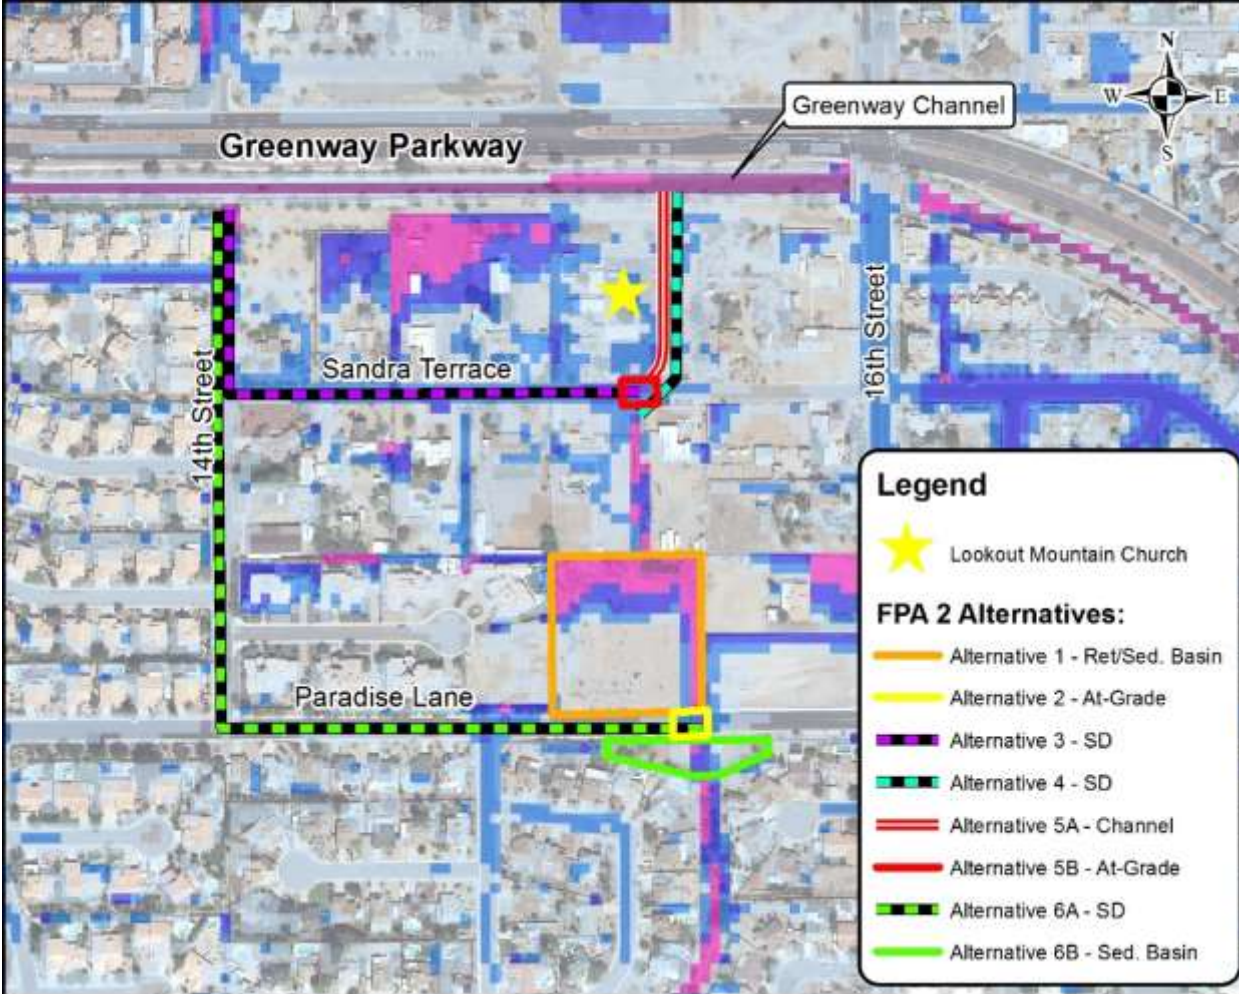 N
W E
S
Greenway Channel
Greenway Parkway
16th Street
Sandra Terrace
14th Street
Paradise Lane
Legend
Lookout Mountain Church
FPA 2 Alternatives:
Alternative 1 - Ret/Sed. Basin
Alternative 2 - At-Grade
Alternative 3 - SD
Alternative 4 - SD
Alternative 5A - Channel
Alternative 5B - At-Grade
Alternative 6A - SD
Alternative 6B - Sed. Basin